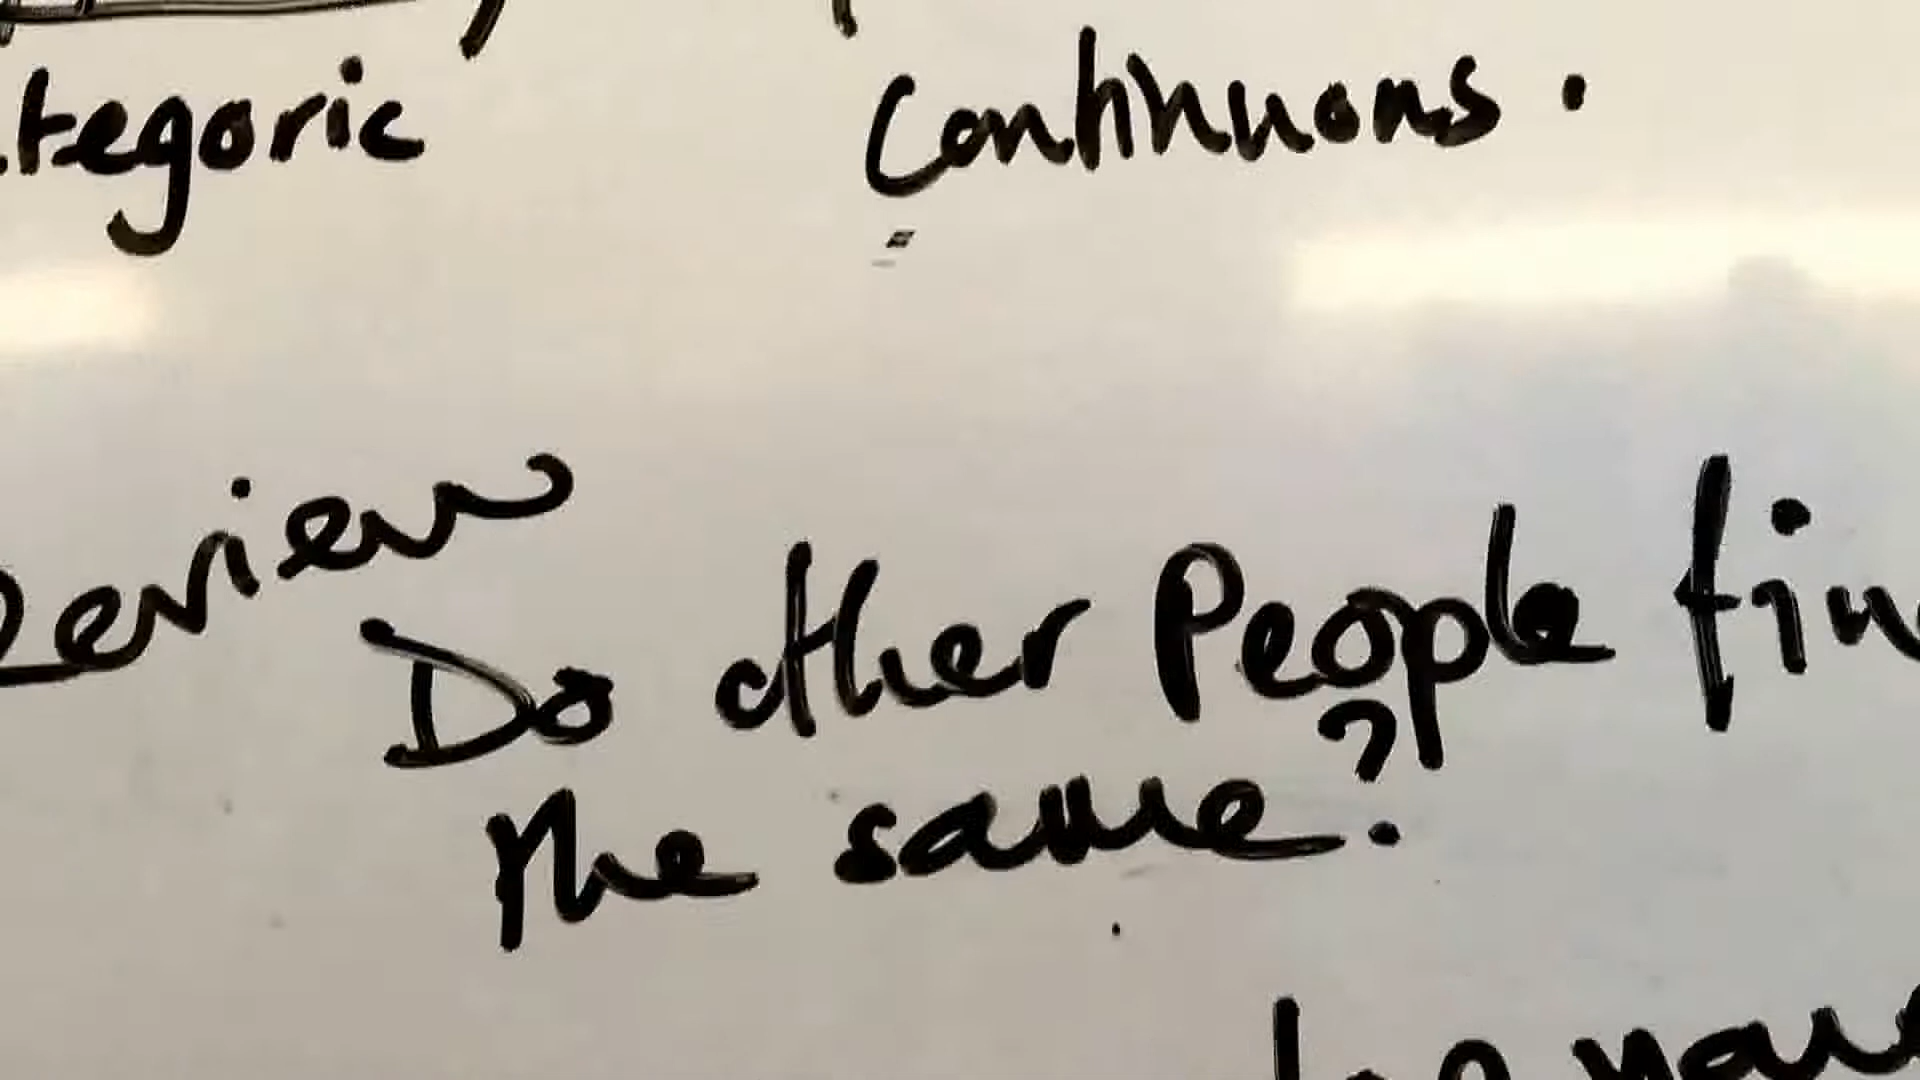 tegoric continuous.
Review
Do other People fin
the same?